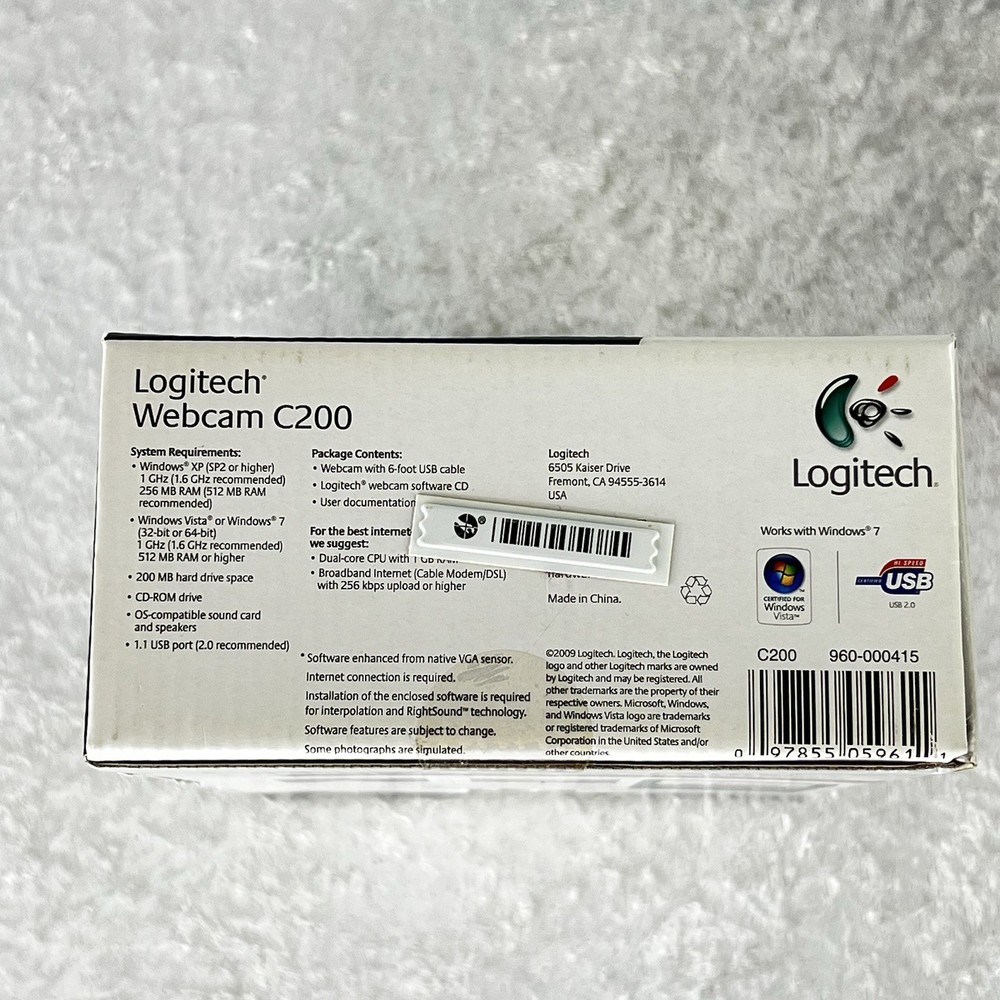 Logitech®
Webcam C200
System Requirements:
• Windows® XP (SP2 or higher)
1 GHz (1.6 GHz recommended)
256 MB RAM (512 MB RAM
recommended)
• Windows Vista® or Windows® 7
(32-bit or 64-bit)
1 GHz (1.6 GHz recommended)
512 MB RAM or higher
• 200 MB hard drive space
• CD-ROM drive
• OS-compatible sound card
and speakers
• 1.1 USB port (2.0 recommended)
Package Contents:
• Webcam with 6-foot USB cable
• Logitech® webcam software CD
• User documentation
For the best internet
we suggest:
• Dual-core CPU with 1 GB RAM
• Broadband Internet (Cable Modem/DSL)
with 256 kbps upload or higher
* Software enhanced from native VGA sensor.
Internet connection is required.
Installation of the enclosed software is required
for interpolation and RightSound™ technology.
Software features are subject to change.
Some photographs are simulated.
Logitech
6505 Kaiser Drive
Fremont, CA 94555-3614
USA
Made in China.
©2009 Logitech. Logitech, the Logitech
logo and other Logitech marks are owned
by Logitech and may be registered. All
other trademarks are the property of their
respective owners. Microsoft, Windows,
and Windows Vista logo are trademarks
or registered trademarks of Microsoft
Corporation in the United States and/or
other countries.
Logitech®
Works with Windows® 7
CERTIFIED FOR
Windows
Vista™
HI SPEED
CERTIFIED USB
USB 2.0
C200 960-000415
0 97855 05961 1